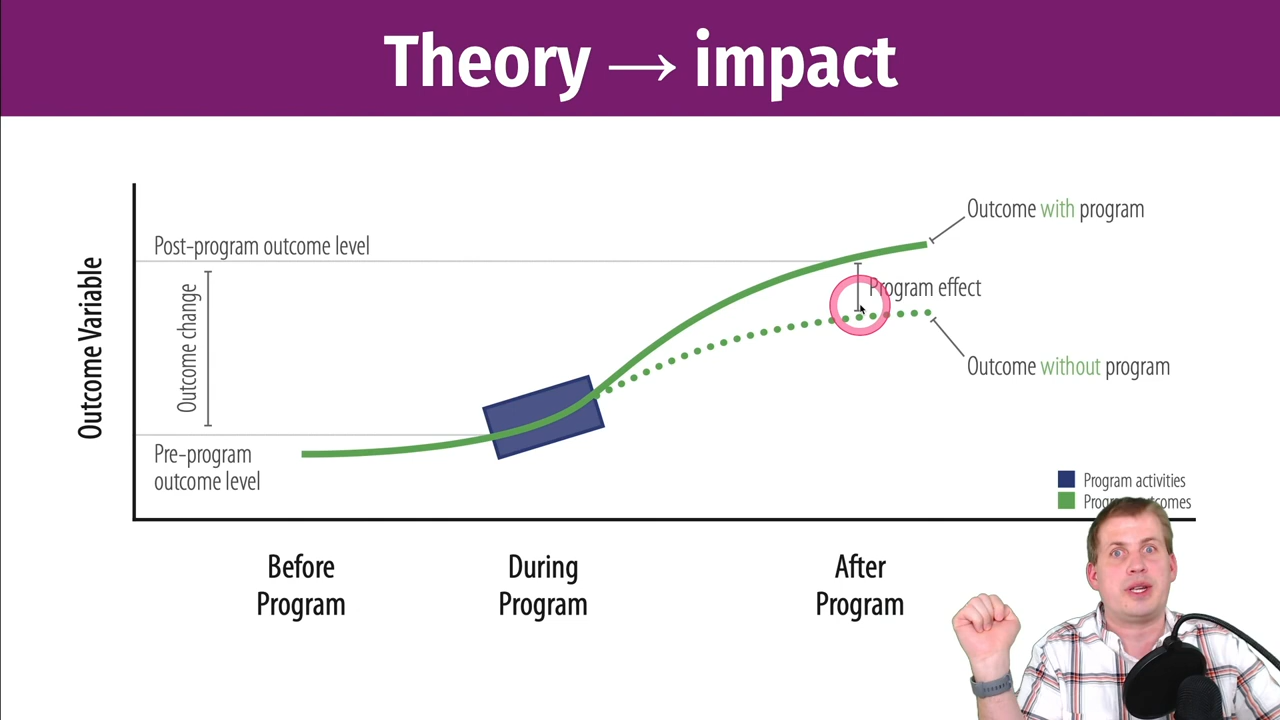 Theory → impact
Outcome with program
Post-program outcome level
Program effect
Outcome change
Outcome Variable
Outcome without program
Pre-program
outcome level
Program activities
Before
Program
During
Program
After
Program